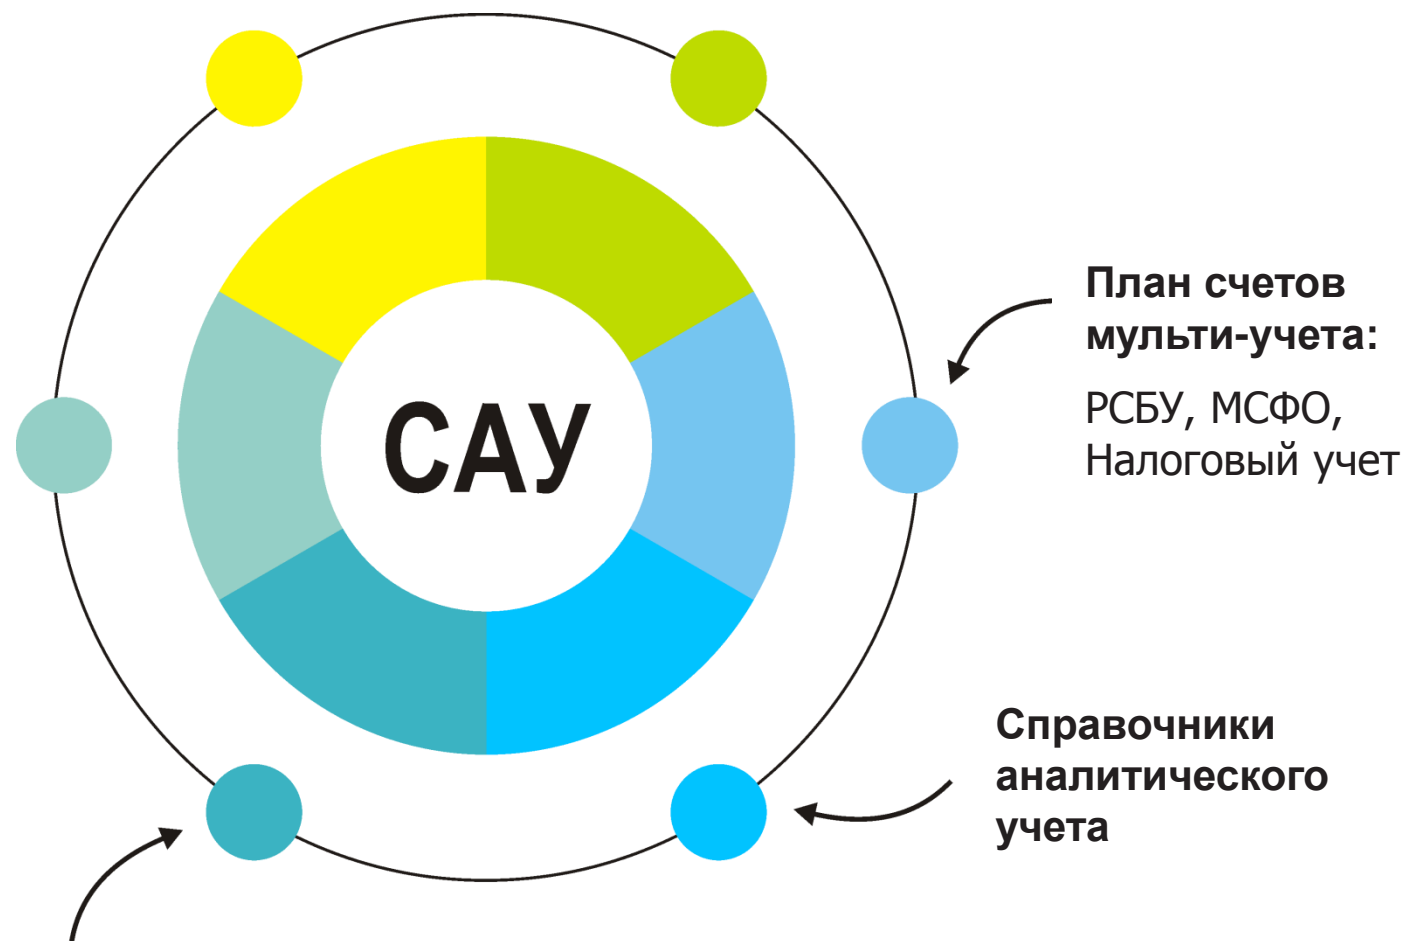 План счетов
мульти-учета:
РСБУ, МСФО,
Налоговый учет
САУ
Справочники
аналитического
учета